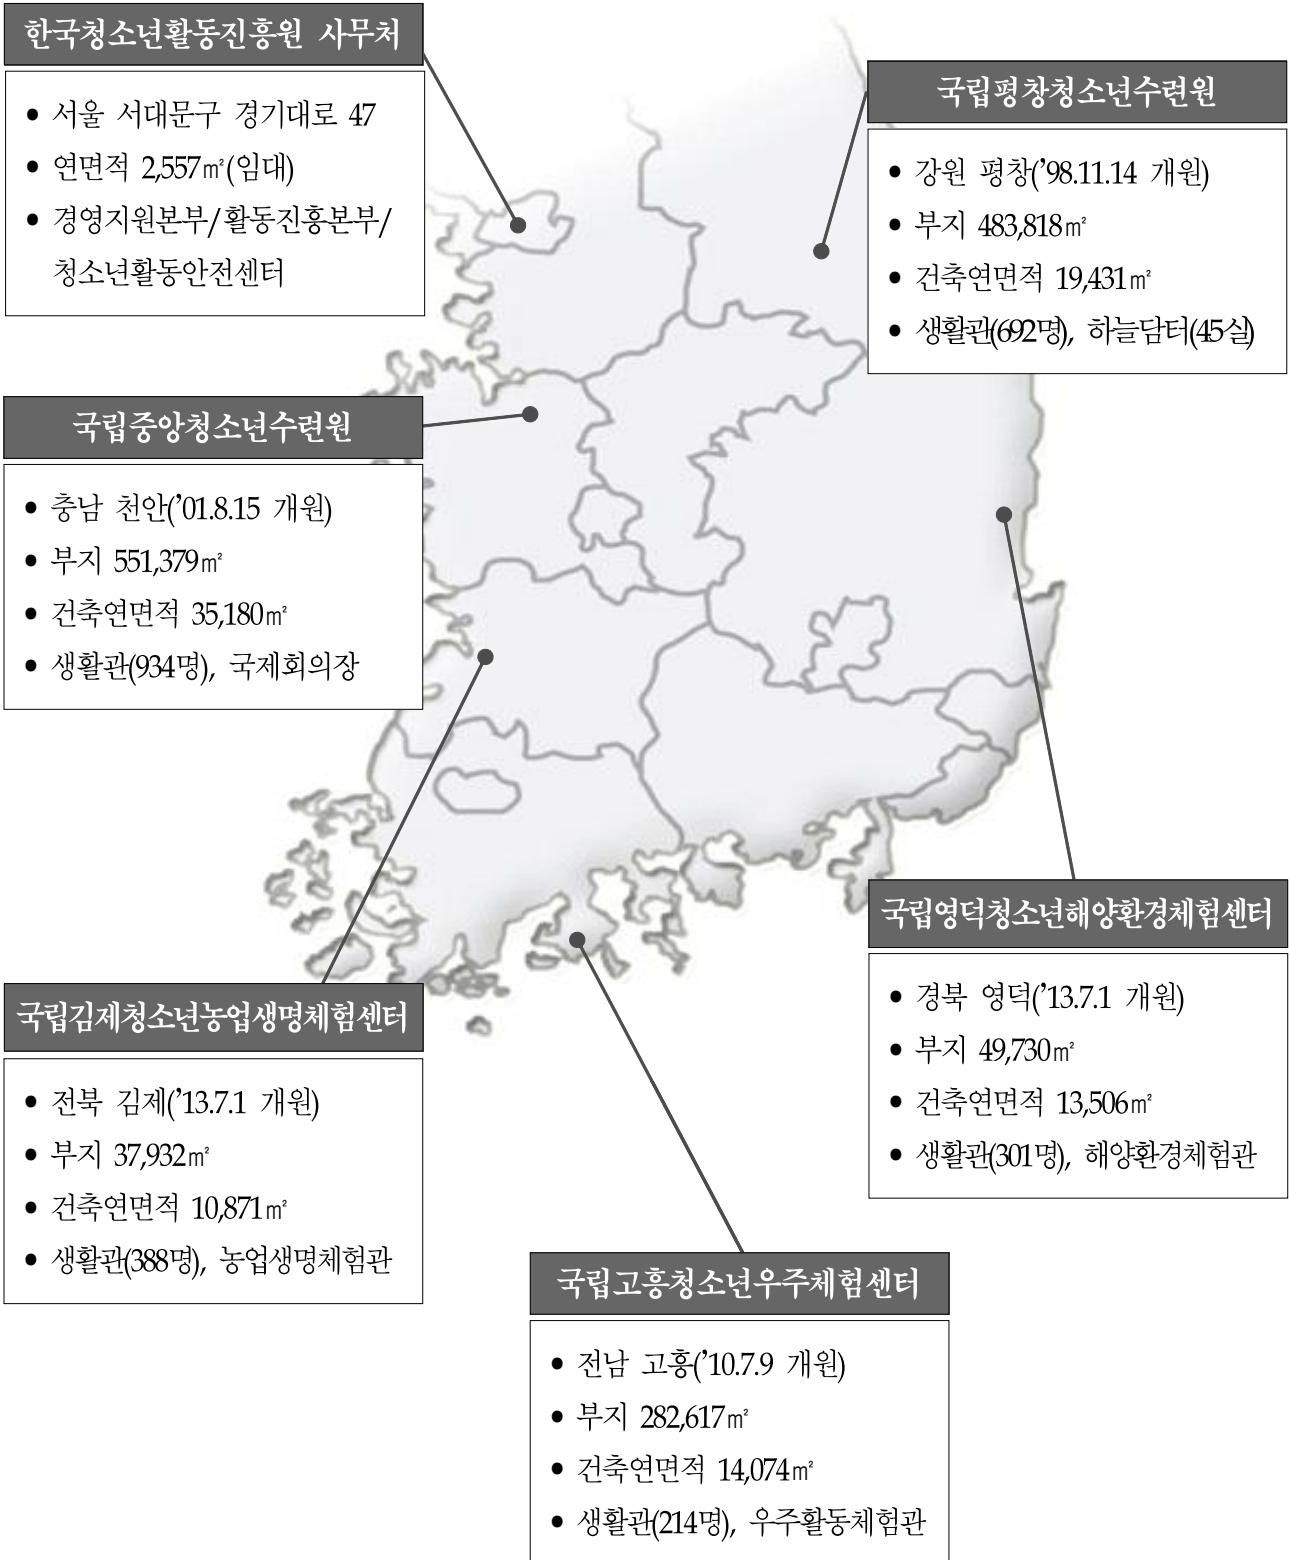 한국청소년활동진흥원 사무처
• 서울 서대문구 경기대로 47
• 연면적 2,557㎡(임대)
• 경영지원본부/활동진흥본부/
청소년활동안전센터
국립평창청소년수련원
• 강원 평창('98.11.14 개원)
• 부지 483,818㎡
• 건축연면적 19,431㎡
• 생활관(692명), 하늘담터(45실)
국립중앙청소년수련원
• 충남 천안('01.8.15 개원)
• 부지 551,379㎡
• 건축연면적 35,180㎡
• 생활관(934명), 국제회의장
국립영덕청소년해양환경체험센터
• 경북 영덕('13.7.1 개원)
• 부지 49,730㎡
• 건축연면적 13,506㎡
• 생활관(301명), 해양환경체험관
국립김제청소년농업생명체험센터
• 전북 김제('13.7.1 개원)
• 부지 37,932㎡
• 건축연면적 10,871㎡
• 생활관(388명), 농업생명체험관
국립고흥청소년우주체험센터
• 전남 고흥('10.7.9 개원)
• 부지 282,617㎡
• 건축연면적 14,074㎡
• 생활관(214명), 우주활동체험관